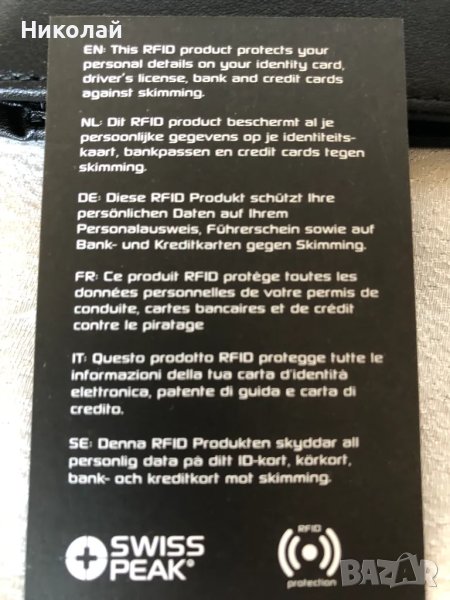 Николай
EN: This RFID product protects your
personal details on your identity card,
driver's license, bank and credit cards
against skimming.
NL: Dit RFID product beschermt al je
persoonlijke gegevens op je identiteits-
kaart, bankpassen en credit cards tegen
skimming.
DE: Diese RFID Produkt schützt Ihre
persönlichen Daten auf Ihrem
Personalausweis, Führerschein sowie auf
Bank- und Kreditkarten gegen Skimming.
FR: Ce produit RFID protège toutes les
données personnelles de votre permis de
conduite, cartes bancaires et de crédit
contre le piratage
IT: Questo prodotto RFID protegge tutte le
informazioni della tua carta d'identità
elettronica, patente di guida e carta di
credito.
SE: Denna RFID Produkten skyddar all
personlig data på ditt ID-kort, körkort,
bank- och kreditkort mot skimming.
SWISS
PEAK®
RFID
protection
BAZAR